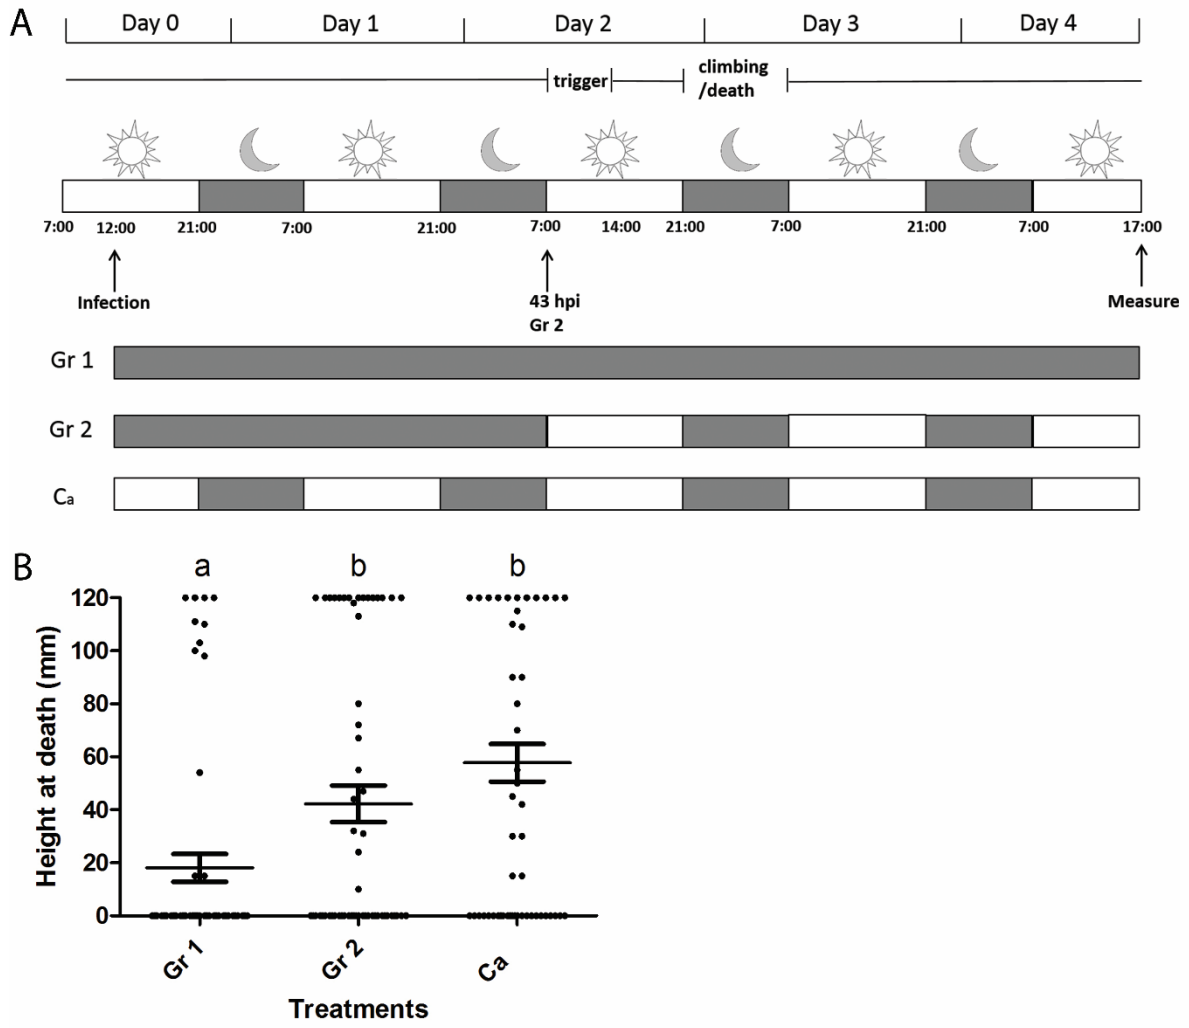 A
Day 0 Day 1 Day 2 Day 3 Day 4
trigger
climbing
/death
7:00 12:00 21:00 7:00 21:00 7:00 14:00 21:00 7:00 21:00 7:00 17:00
Infection
43 hpi
Gr 2
Measure
Gr 1
Gr 2
Ca
B
a b b
Height at death (mm)
120
100
80
60
40
20
0
Gr 1 Gr 2 Ca
Treatments